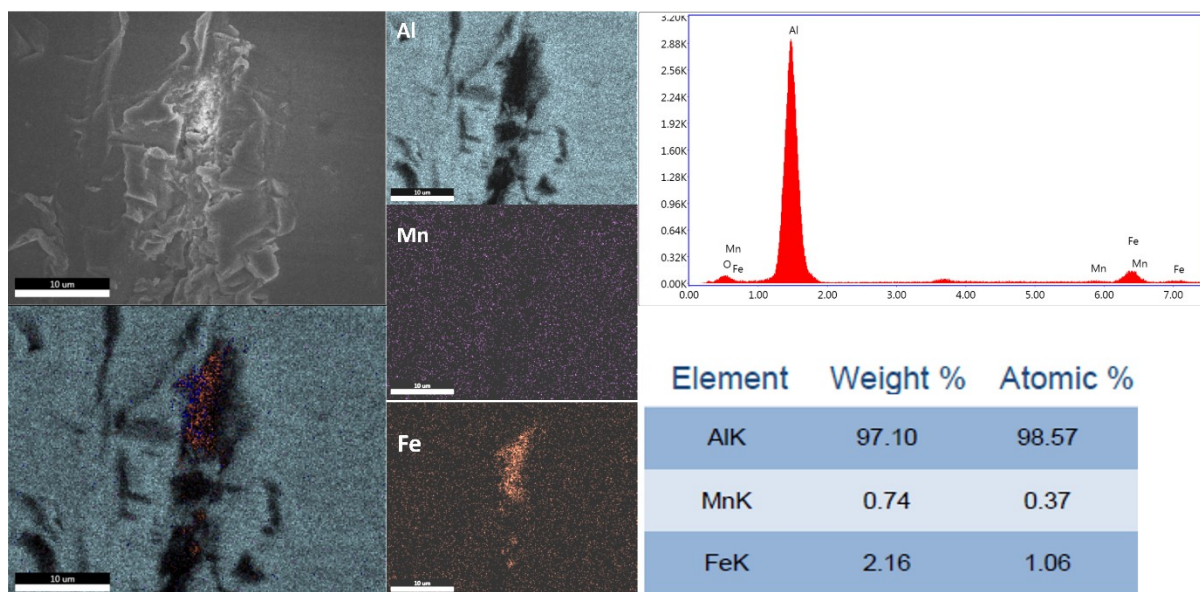 10 um
Al
10 um
Mn
10 um
Fe
10 um
10 um
3.20K
2.88K
2.56K
2.24K
1.92K
1.60K
1.28K
0.96K
0.64K
0.32K
0.00K
Al
Mn
O
Fe
Mn
Fe
Mn
Fe
0.00 1.00 2.00 3.00 4.00 5.00 6.00 7.00
Element Weight % Atomic %
AlK 97.10 98.57
MnK 0.74 0.37
FeK 2.16 1.06